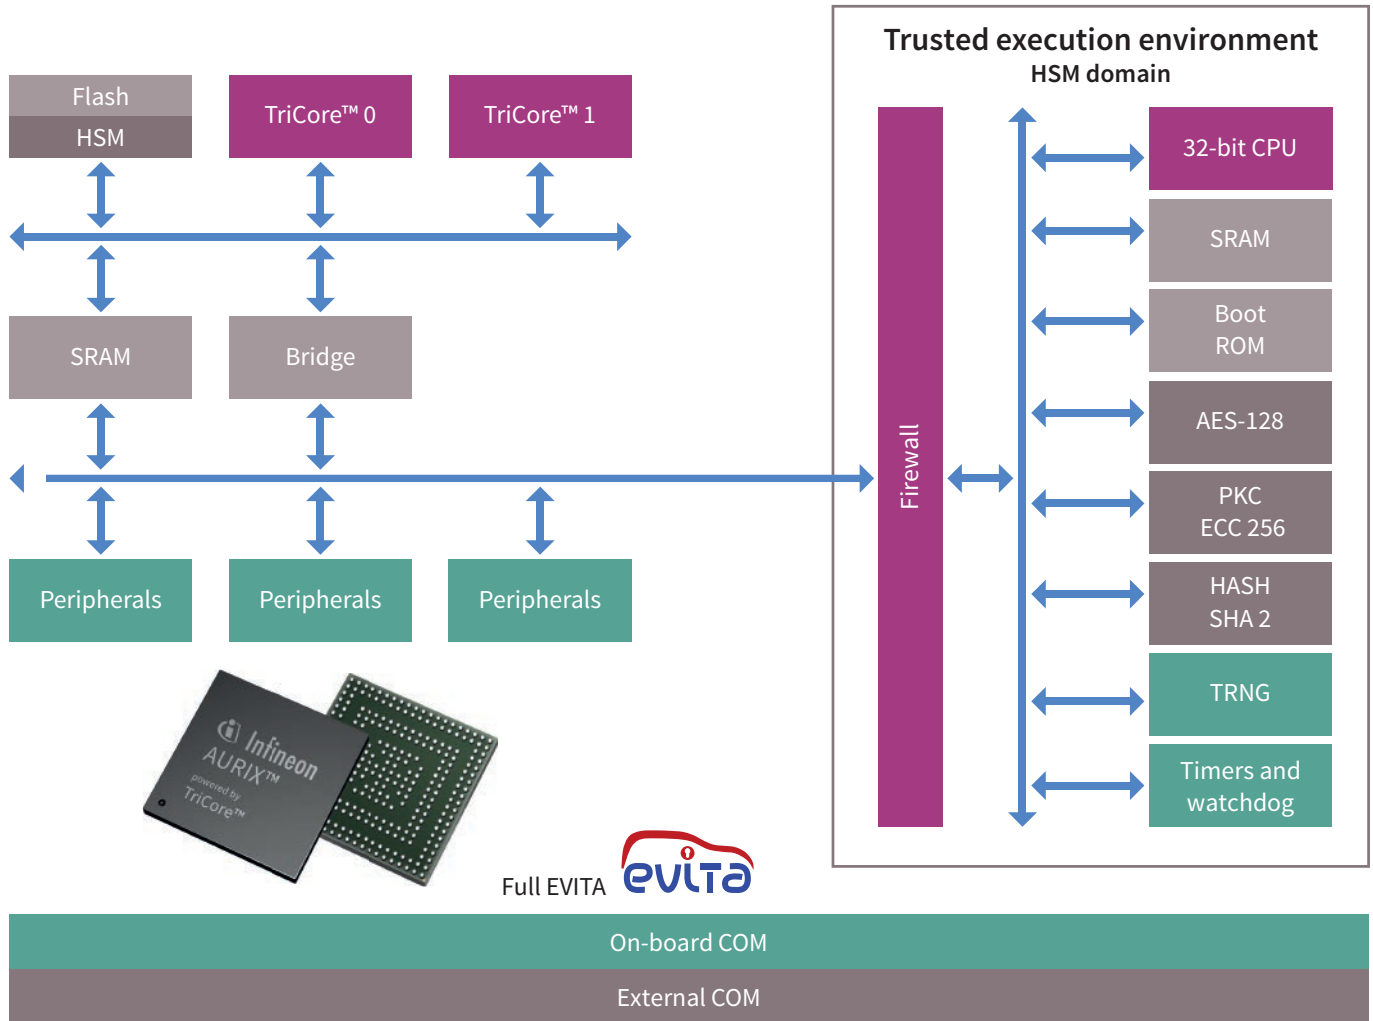 Trusted execution environment
HSM domain
Flash
HSM
TriCore™ 0
TriCore™ 1
SRAM
Bridge
Peripherals
Peripherals
Peripherals
Firewall
32-bit CPU
SRAM
Boot
ROM
AES-128
PKC
ECC 256
HASH
SHA 2
TRNG
Timers and
watchdog
Infineon
AURIX™
powered by
TriCore™
Full EVITA
evita
On-board COM
External COM